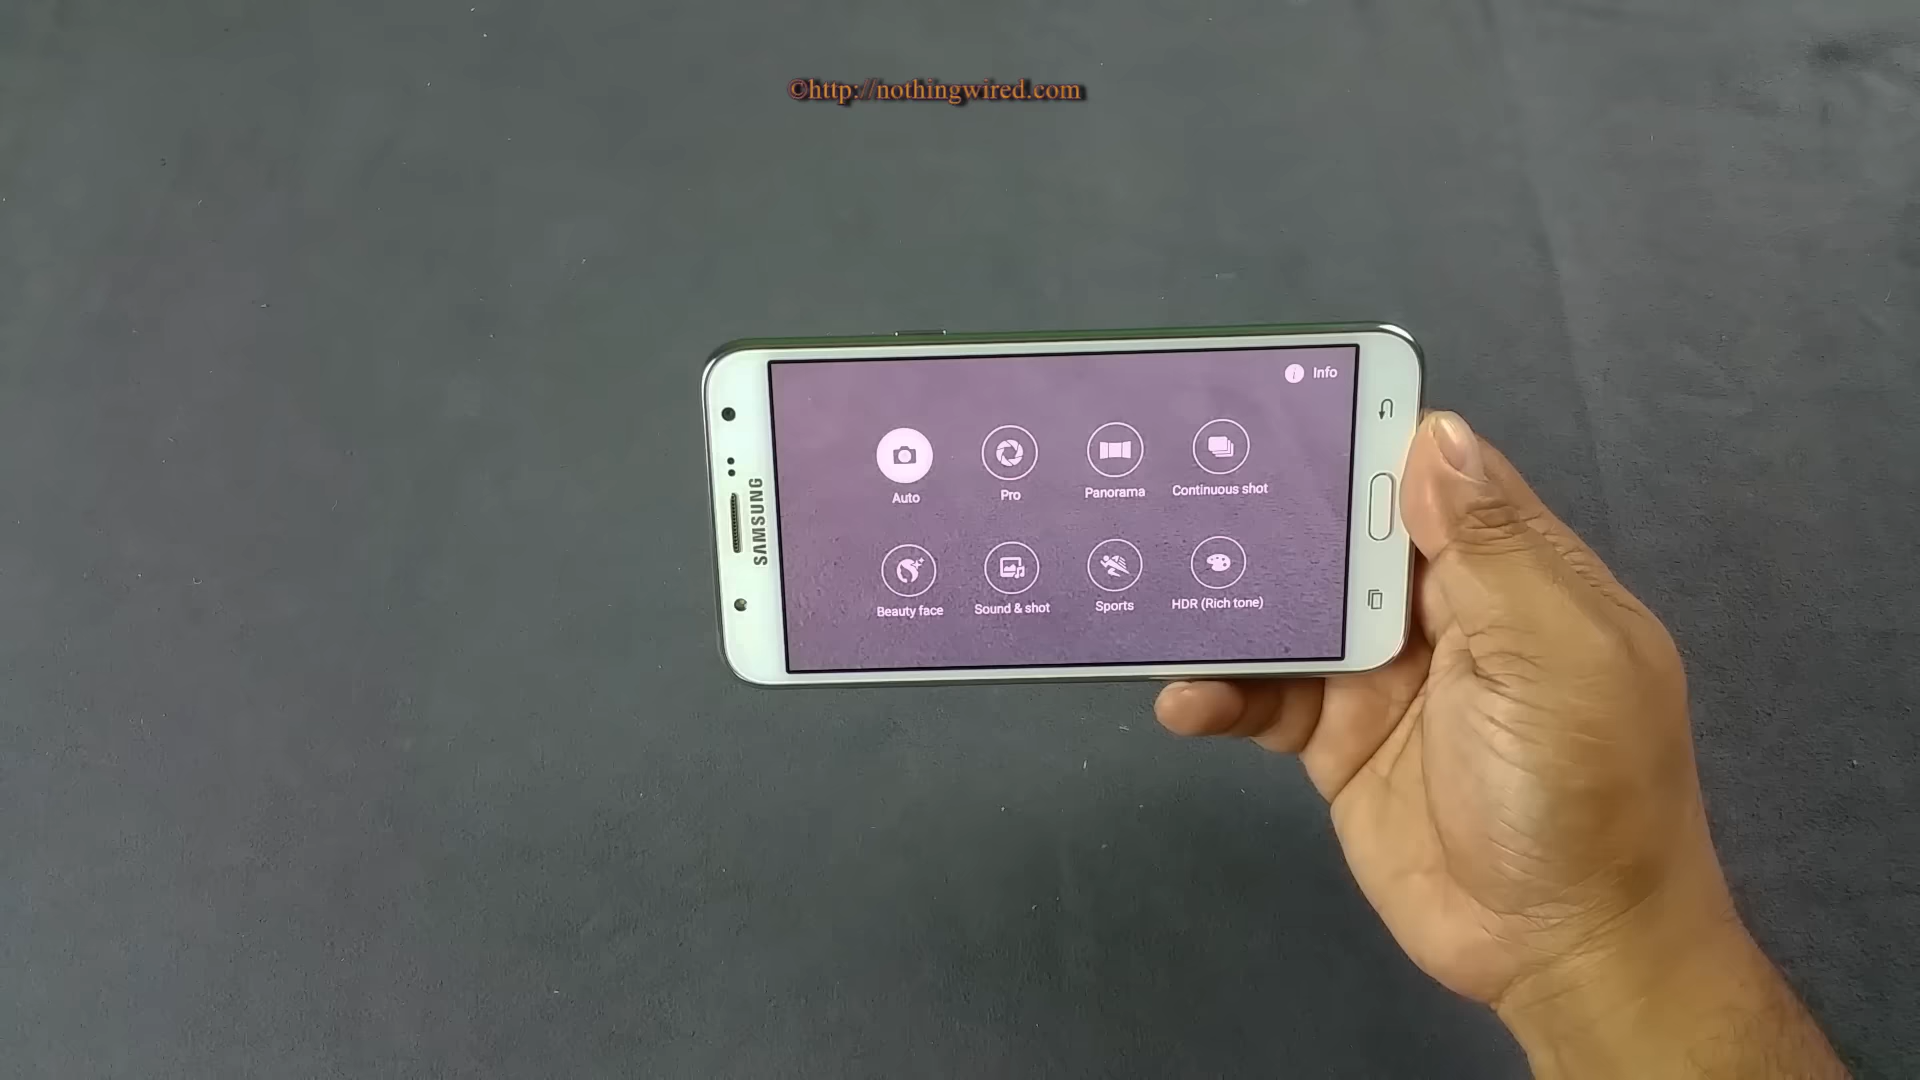 ©http://nothingwired.com
Info
Auto
Pro
Panorama
Continuous shot
SAMSUNG
Beauty face
Sound & shot
Sports
HDR (Rich tone)